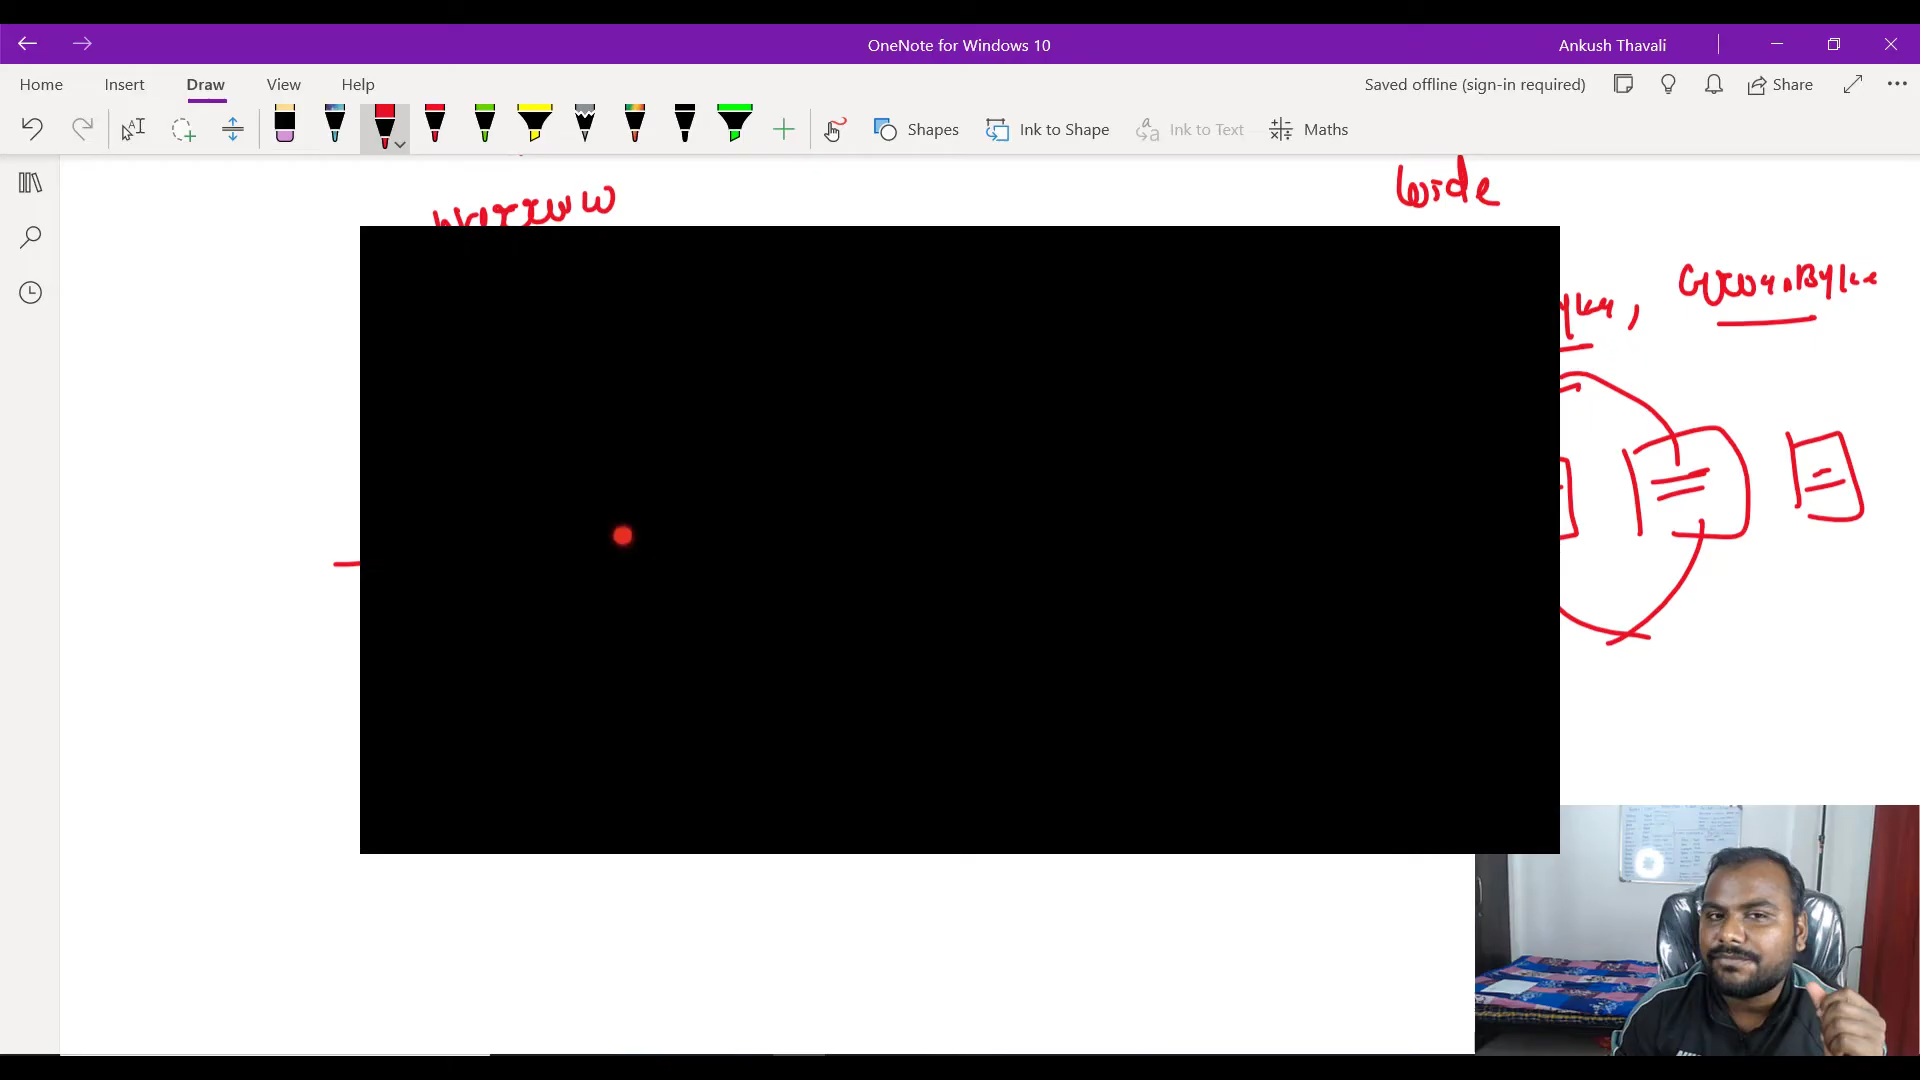 OneNote for Windows 10
Ankush Thavali
Home
Insert
Draw
View
Help
Saved offline (sign-in required)
Share
Shapes
Ink to Shape
Ink to Text
Maths
wide